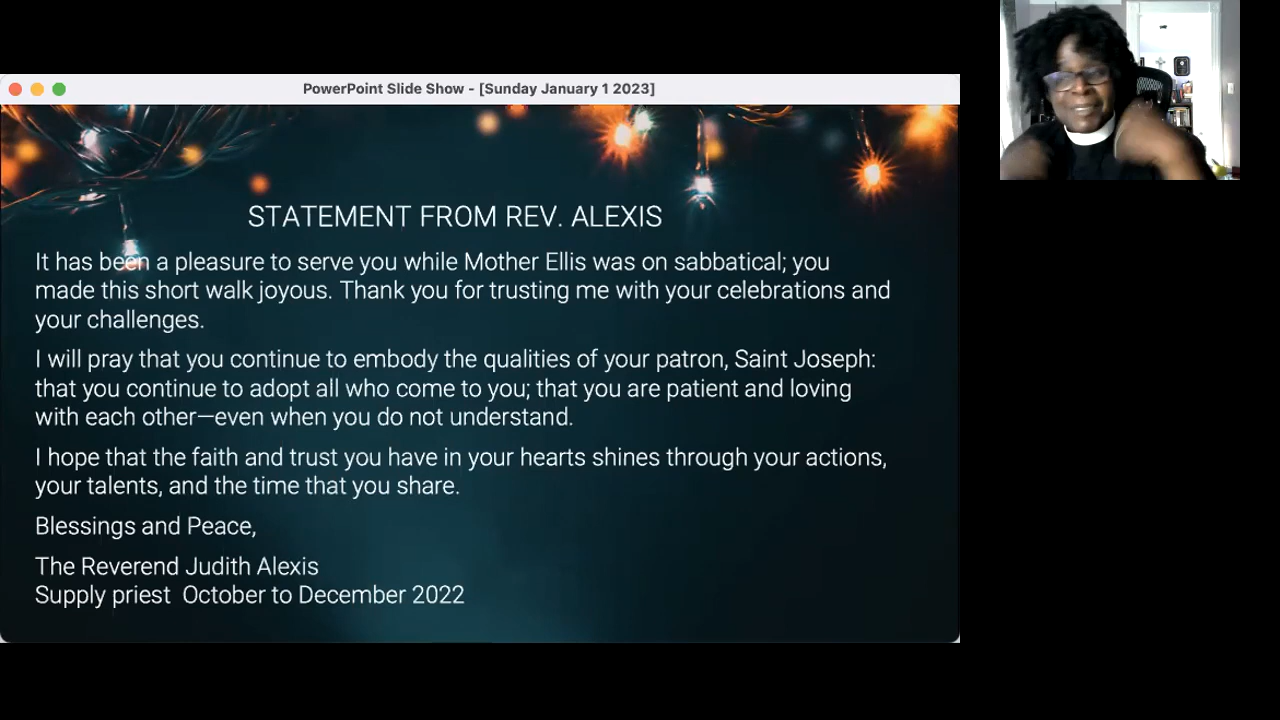 PowerPoint Slide Show - [Sunday January 1 2023]
STATEMENT FROM REV. ALEXIS
It has been a pleasure to serve you while Mother Ellis was on sabbatical; you
made this short walk joyous. Thank you for trusting me with your celebrations and
your challenges.
I will pray that you continue to embody the qualities of your patron, Saint Joseph:
that you continue to adopt all who come to you; that you are patient and loving
with each other—even when you do not understand.
I hope that the faith and trust you have in your hearts shines through your actions,
your talents, and the time that you share.
Blessings and Peace,
The Reverend Judith Alexis
Supply priest  October to December 2022